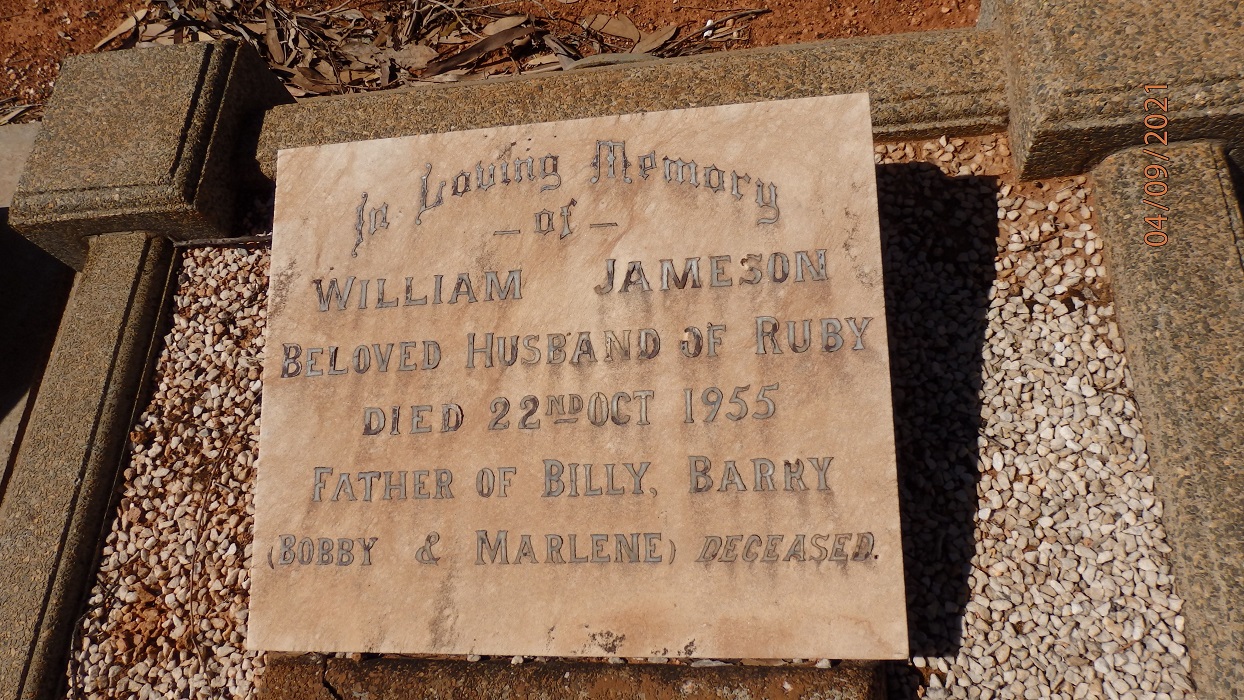 In Loving Memory
– of –
WILLIAM JAMESON
BELOVED HUSBAND OF RUBY
DIED 22ND OCT 1955
FATHER OF BILLY, BARRY
(BOBBY & MARLENE) DECEASED.
04/09/2021